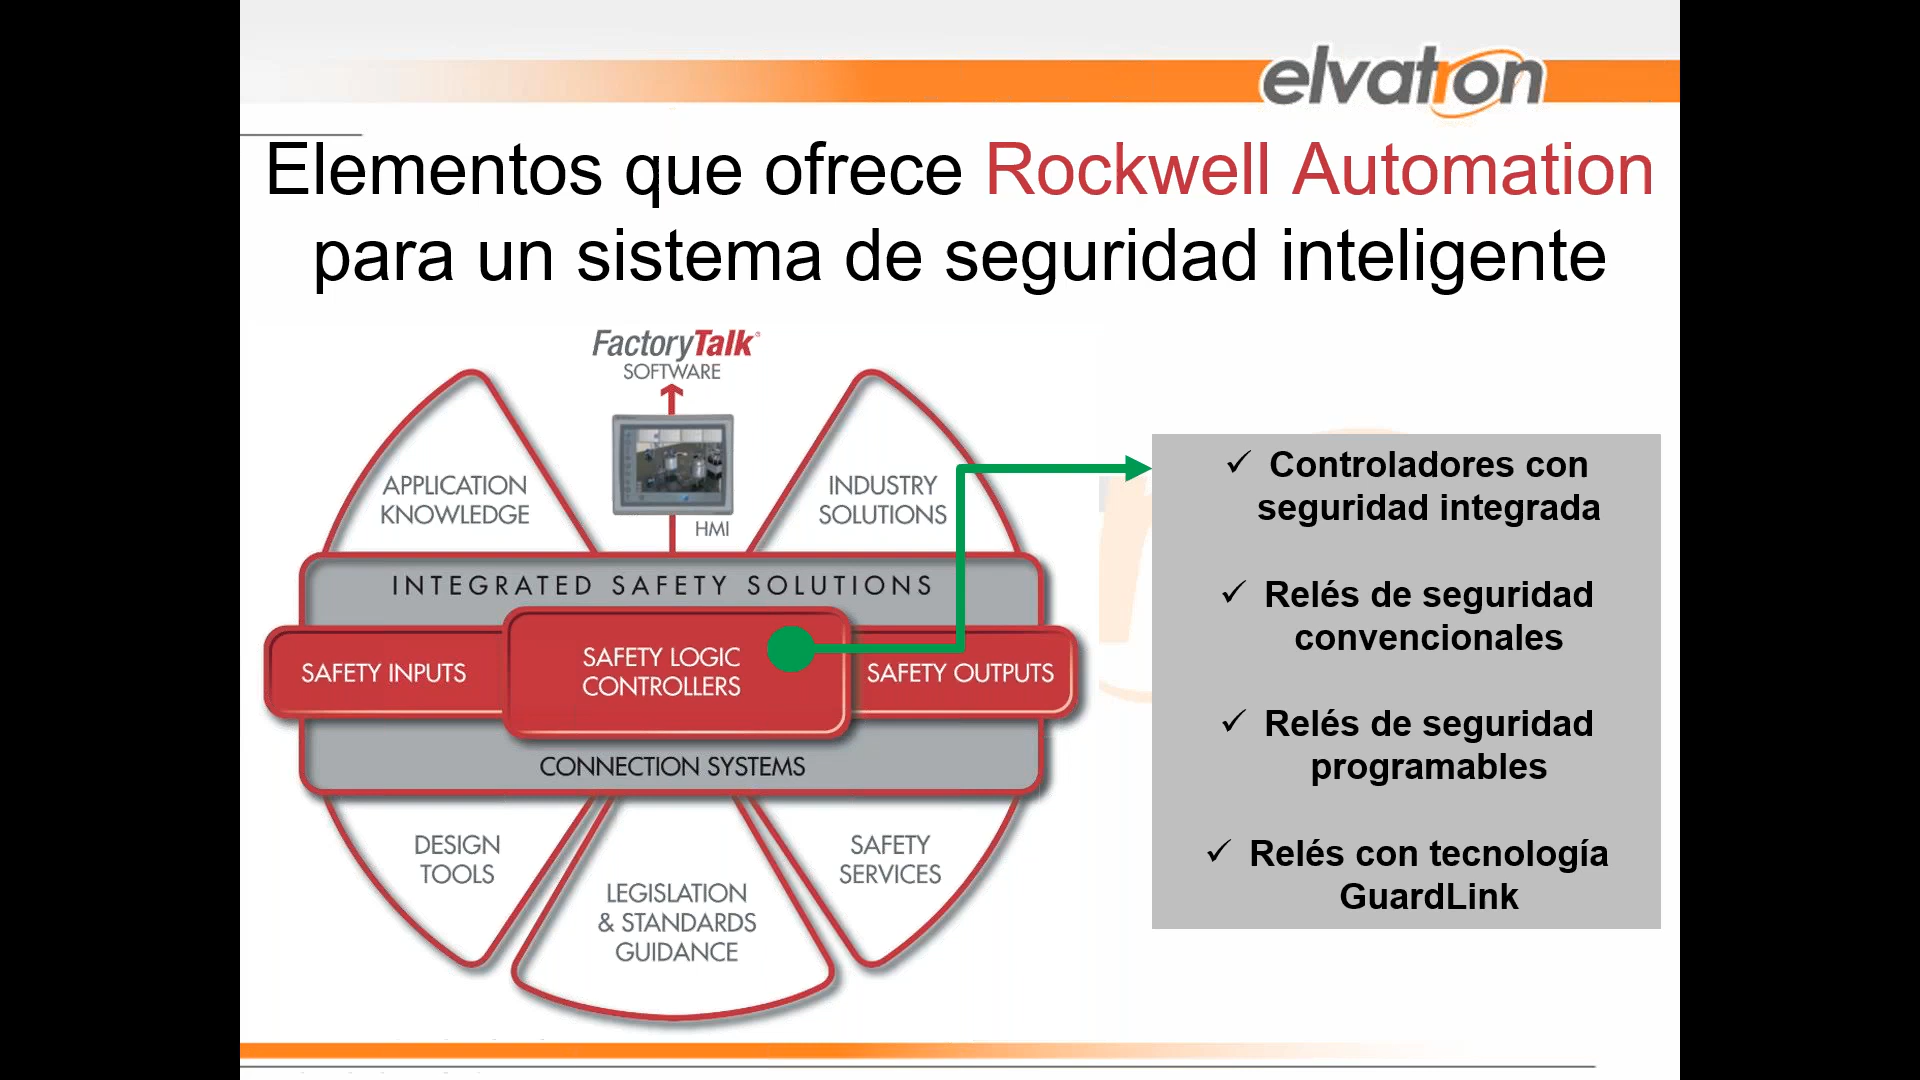 elvatron
Elementos que ofrece Rockwell Automation
para un sistema de seguridad inteligente
FactoryTalk®
SOFTWARE
HMI
APPLICATION
KNOWLEDGE
INDUSTRY
SOLUTIONS
INTEGRATED SAFETY SOLUTIONS
SAFETY INPUTS
SAFETY LOGIC
CONTROLLERS
SAFETY OUTPUTS
CONNECTION SYSTEMS
DESIGN
TOOLS
LEGISLATION
& STANDARDS
GUIDANCE
SAFETY
SERVICES
✓ Controladores con
seguridad integrada
✓ Relés de seguridad
convencionales
✓ Relés de seguridad
programables
✓ Relés con tecnología
GuardLink